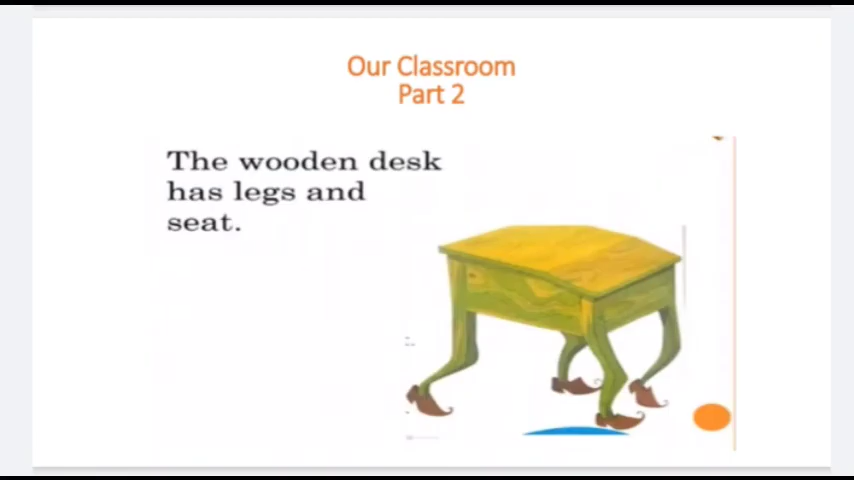 Our Classroom
Part 2
The wooden desk
has legs and
seat.